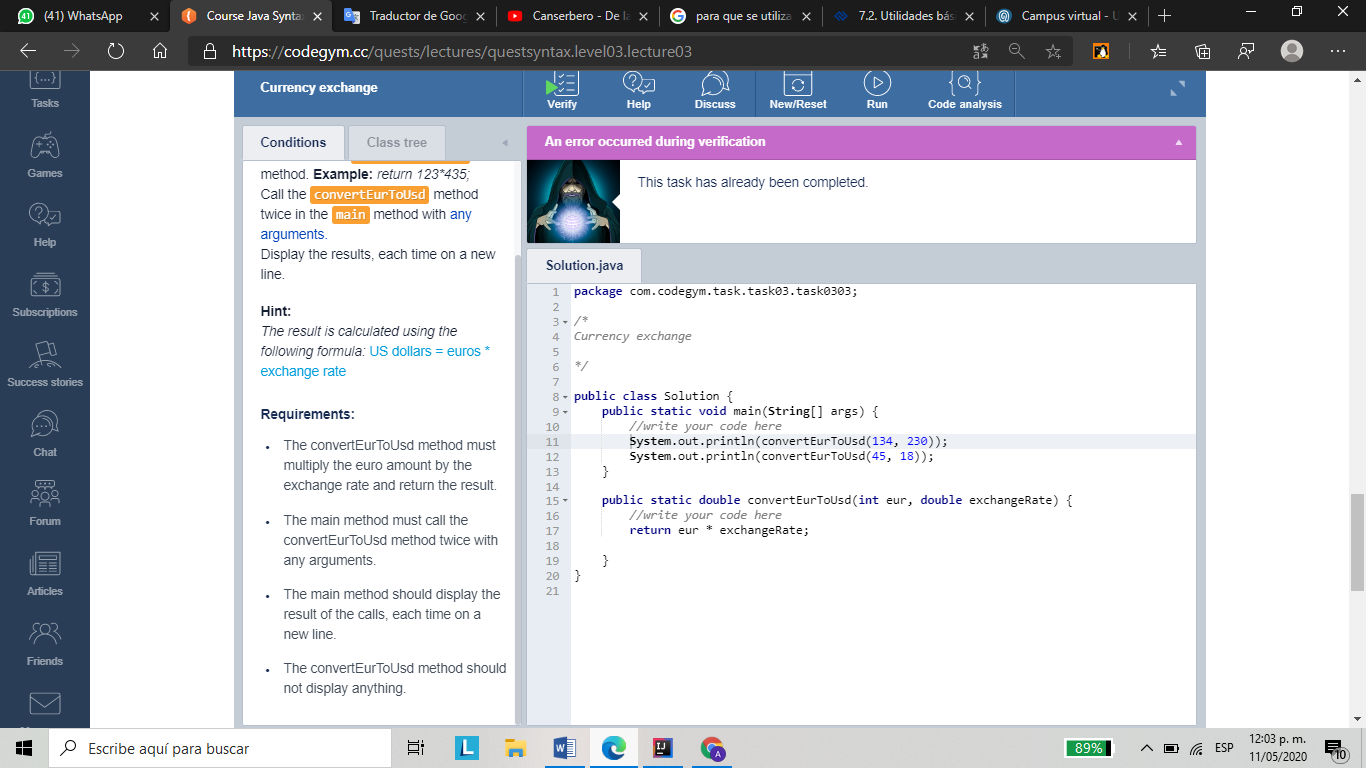 (41) WhatsApp
Course Java Synta
Traductor de Goog
Canserbero - De la
para que se utiliza
7.2. Utilidades bás
Campus virtual - U
https://codegym.cc/quests/lectures/questsyntax.level03.lecture03
Tasks
Games
Help
Subscriptions
Success stories
Chat
Forum
Articles
Friends
Currency exchange
Verify
Help
Discuss
New/Reset
Run
Code analysis
Conditions
Class tree
method. Example: return 123*435;
Call the convertEurToUsd method
twice in the main method with any
arguments.
Display the results, each time on a new
line.
Hint:
The result is calculated using the
following formula: US dollars = euros *
exchange rate
Requirements:
• The convertEurToUsd method must
multiply the euro amount by the
exchange rate and return the result.
• The main method must call the
convertEurToUsd method twice with
any arguments.
• The main method should display the
result of the calls, each time on a
new line.
• The convertEurToUsd method should
not display anything.
An error occurred during verification
This task has already been completed.
Solution.java
1 package com.codegym.task.task03.task0303;
2
3 /*
4 Currency exchange
5
6 */
7
8 public class Solution {
9 public static void main(String[] args) {
10 //write your code here
11 System.out.println(convertEurToUsd(134, 230));
12 System.out.println(convertEurToUsd(45, 18));
13 }
14
15 public static double convertEurToUsd(int eur, double exchangeRate) {
16 //write your code here
17 return eur * exchangeRate;
18
19 }
20 }
21
Escribe aquí para buscar
89%
ESP
12:03 p. m.
11/05/2020
10